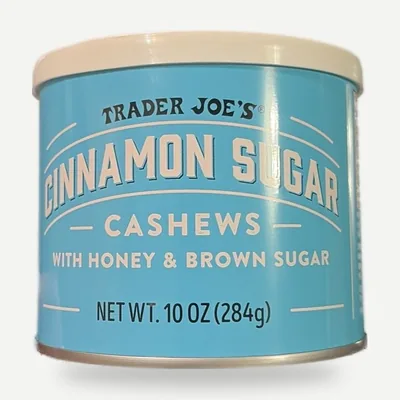 TRADER JOE'S®
CINNAMON SUGAR
CASHEWS
WITH HONEY & BROWN SUGAR
NET WT. 10 OZ (284g)